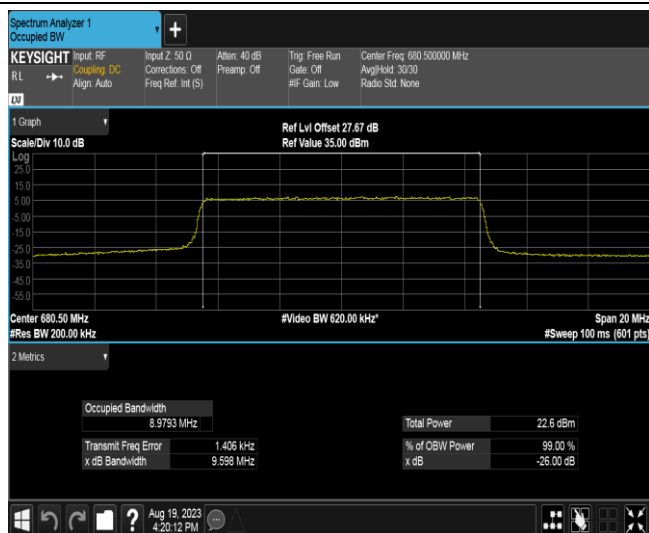 Spectrum Analyzer 1
Occupied BW
+
KEYSIGHT Input: RF Input Z: 50 Ω Atten: 40 dB Trig: Free Run Center Freq: 680.500000 MHz
RL Coupling: DC Corrections: Off Preamp: Off Gate: Off Avg|Hold: 30/30
Align: Auto Freq Ref: Int (S) #IF Gain: Low Radio Std: None
LXI
1 Graph
Ref Lvl Offset 27.67 dB
Scale/Div 10.0 dB Ref Value 35.00 dBm
Log
25.0
15.0
5.00
-5.00
-15.0
-25.0
-35.0
-45.0
-55.0
Center 680.50 MHz #Video BW 620.00 kHz* Span 20 MHz
#Res BW 200.00 kHz #Sweep 100 ms (601 pts)
2 Metrics
Occupied Bandwidth
8.9793 MHz Total Power 22.6 dBm
Transmit Freq Error 1.406 kHz % of OBW Power 99.00 %
x dB Bandwidth 9.598 MHz x dB -26.00 dB
? Aug 19, 2023
4:20:12 PM